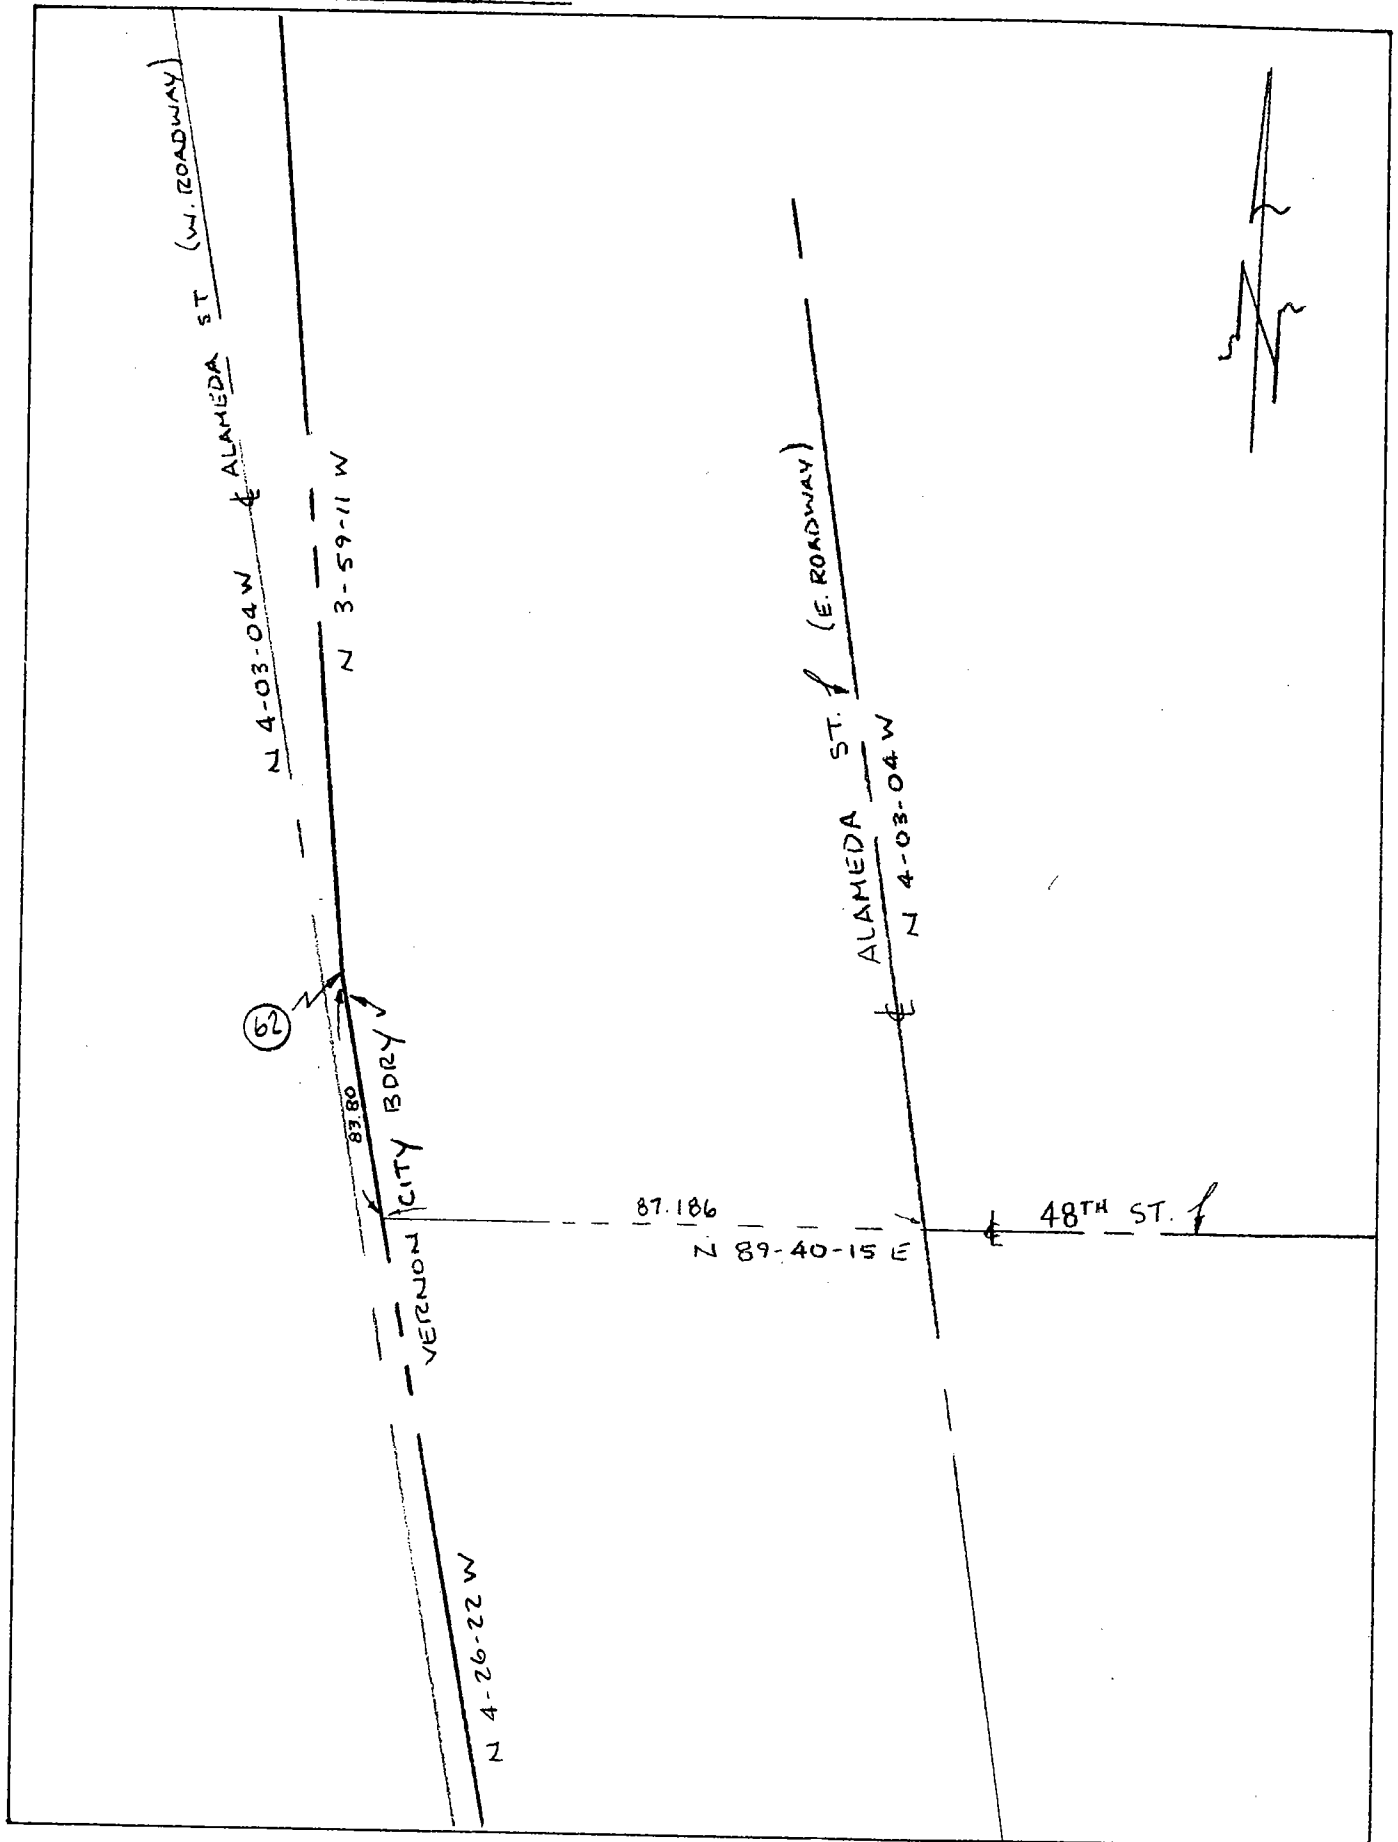 N 4-03-04 W ℄ ALAMEDA ST (W. ROADWAY)
N 3-59-11 W
62
83.80
VERNON CITY BDRY
N 4-26-22 W
℄ ALAMEDA ST. (E. ROADWAY)
N 4-03-04 W
87.186
N 89-40-15 E
℄ 48TH ST.
N